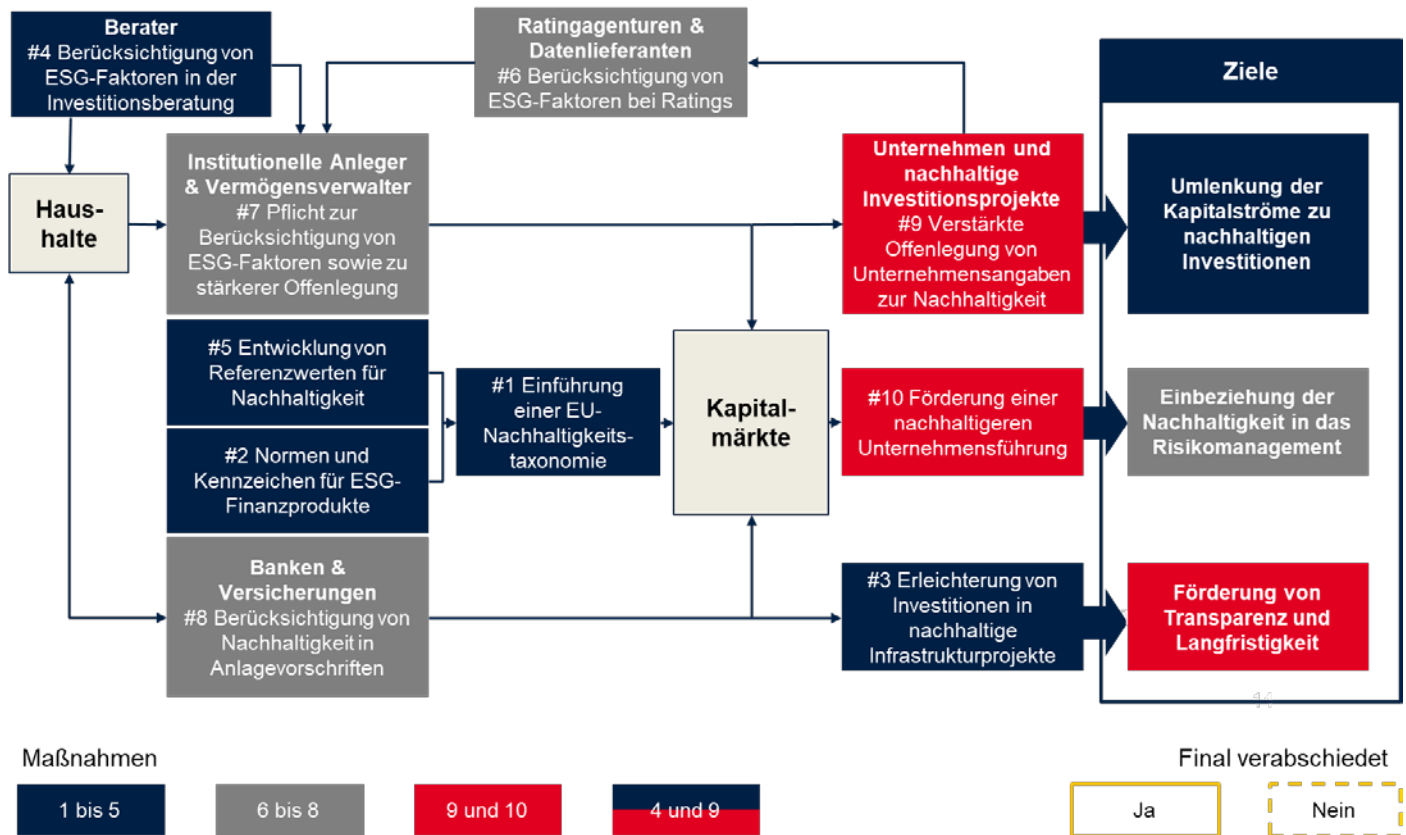 Berater
#4 Berücksichtigung von
ESG-Faktoren in der
Investitionsberatung
Ratingagenturen &
Datenlieferanten
#6 Berücksichtigung von
ESG-Faktoren bei Ratings
Ziele
Haus-
halte
Institutionelle Anleger
& Vermögensverwalter
#7 Pflicht zur
Berücksichtigung von
ESG-Faktoren sowie zu
stärkerer Offenlegung
Unternehmen und
nachhaltige
Investitionsprojekte
#9 Verstärkte
Offenlegung von
Unternehmensangaben
zur Nachhaltigkeit
Umlenkung der
Kapitalströme zu
nachhaltigen
Investitionen
#5 Entwicklung von
Referenzwerten für
Nachhaltigkeit
#2 Normen und
Kennzeichen für ESG-
Finanzprodukte
#1 Einführung
einer EU-
Nachhaltigkeits-
taxonomie
Kapital-
märkte
#10 Förderung einer
nachhaltigeren
Unternehmensführung
Einbeziehung der
Nachhaltigkeit in das
Risikomanagement
Banken &
Versicherungen
#8 Berücksichtigung von
Nachhaltigkeit in
Anlagevorschriften
#3 Erleichterung von
Investitionen in
nachhaltige
Infrastrukturprojekte
Förderung von
Transparenz und
Langfristigkeit
14
Maßnahmen
1 bis 5
6 bis 8
9 und 10
4 und 9
Final verabschiedet
Ja
Nein